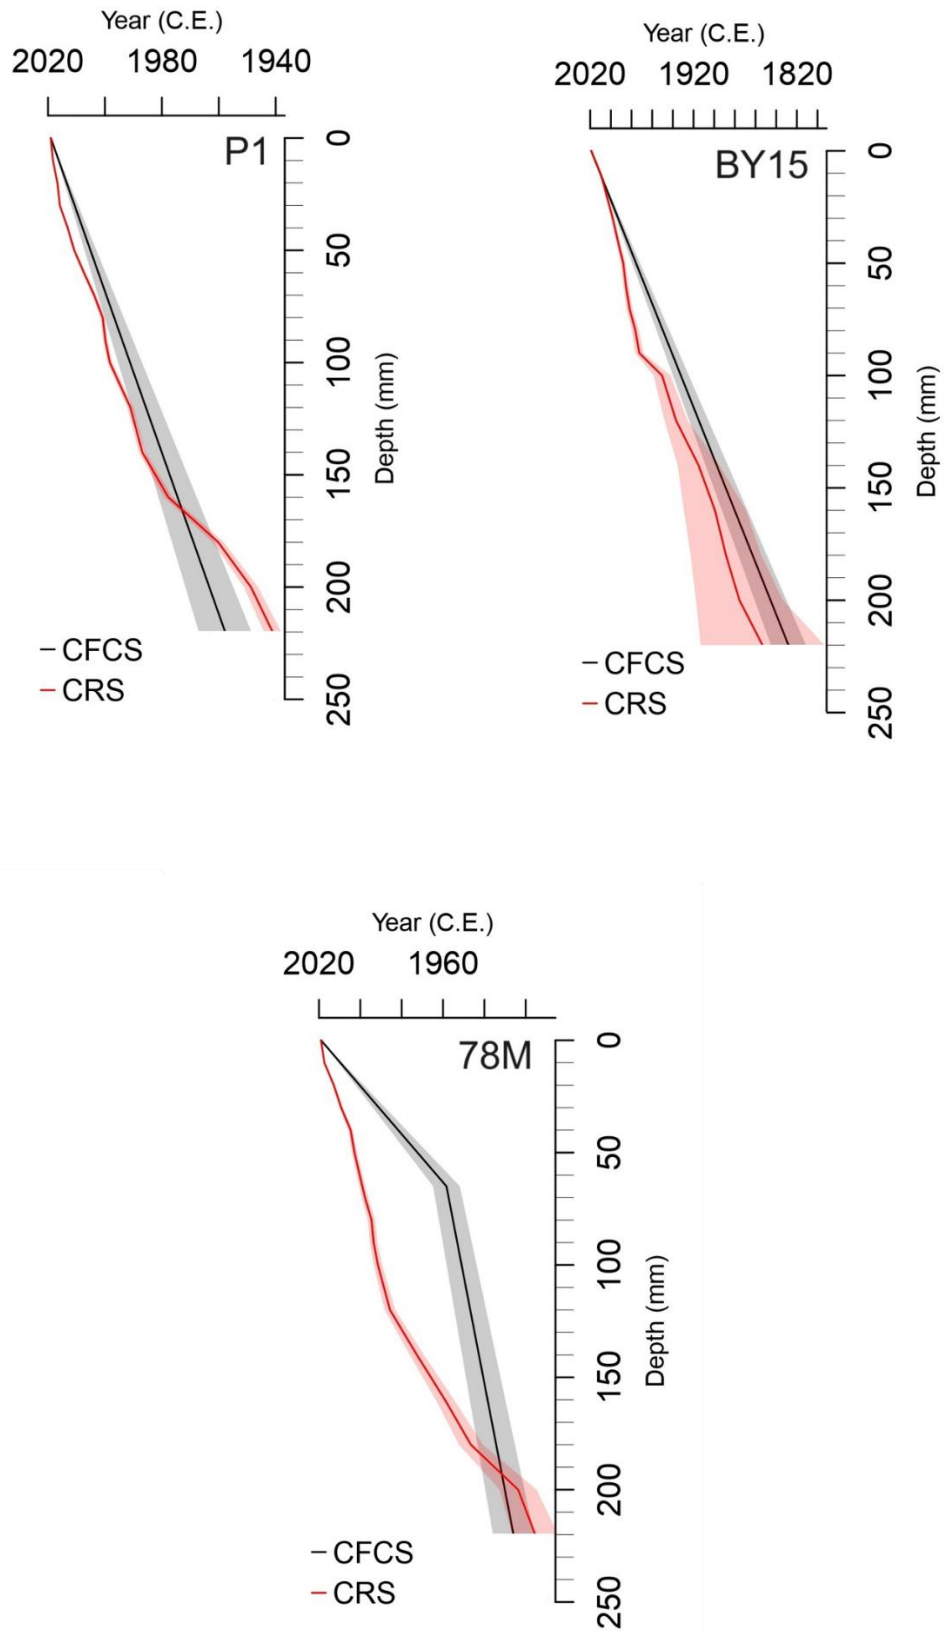 Year (C.E.)
2020 1980 1940
P1
0
50
100
150
200
250
Depth (mm)
CFCS
CRS
Year (C.E.)
2020 1920 1820
BY15
0
50
100
150
200
250
Depth (mm)
CFCS
CRS
Year (C.E.)
2020 1960
78M
0
50
100
150
200
250
Depth (mm)
CFCS
CRS